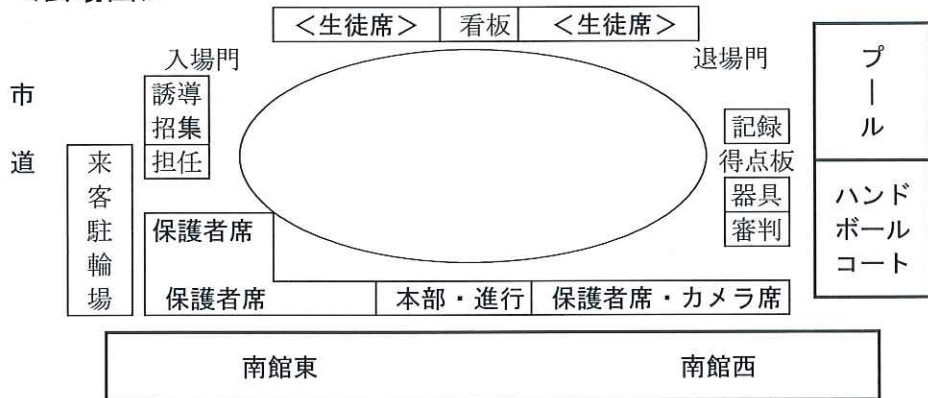 <生徒席> 看板 <生徒席>
入場門 退場門
市道
誘導
招集
担任
来客駐輪場
記録
得点板
器具
審判
プール
ハンド
ボール
コート
保護者席
保護者席 本部・進行 保護者席・カメラ席
南館東 南館西